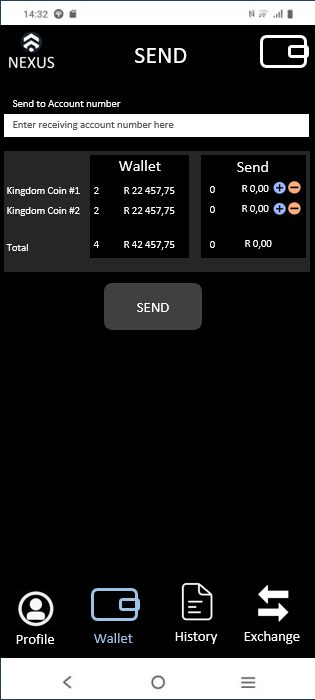 14:32
NEXUS
SEND
Send to Account number
Enter receiving account number here
Wallet Send
Kingdom Coin #1 2 R 22 457,75 0 R 0,00 + −
Kingdom Coin #2 2 R 22 457,75 0 R 0,00 + −
Total 4 R 42 457,75 0 R 0,00
SEND
Profile Wallet History Exchange